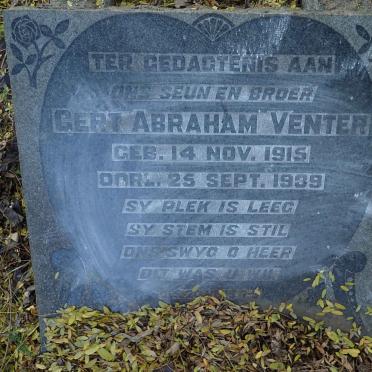 TER GEDAGTENIS AAN
ONS SEUN EN BROER
GERT ABRAHAM VENTER
GEB. 14 NOV. 1915
OORL. 25 SEPT. 1939
SY PLEK IS LEEG
SY STEM IS STIL
ONS SWYG O HEER
DIT WAS U WIL